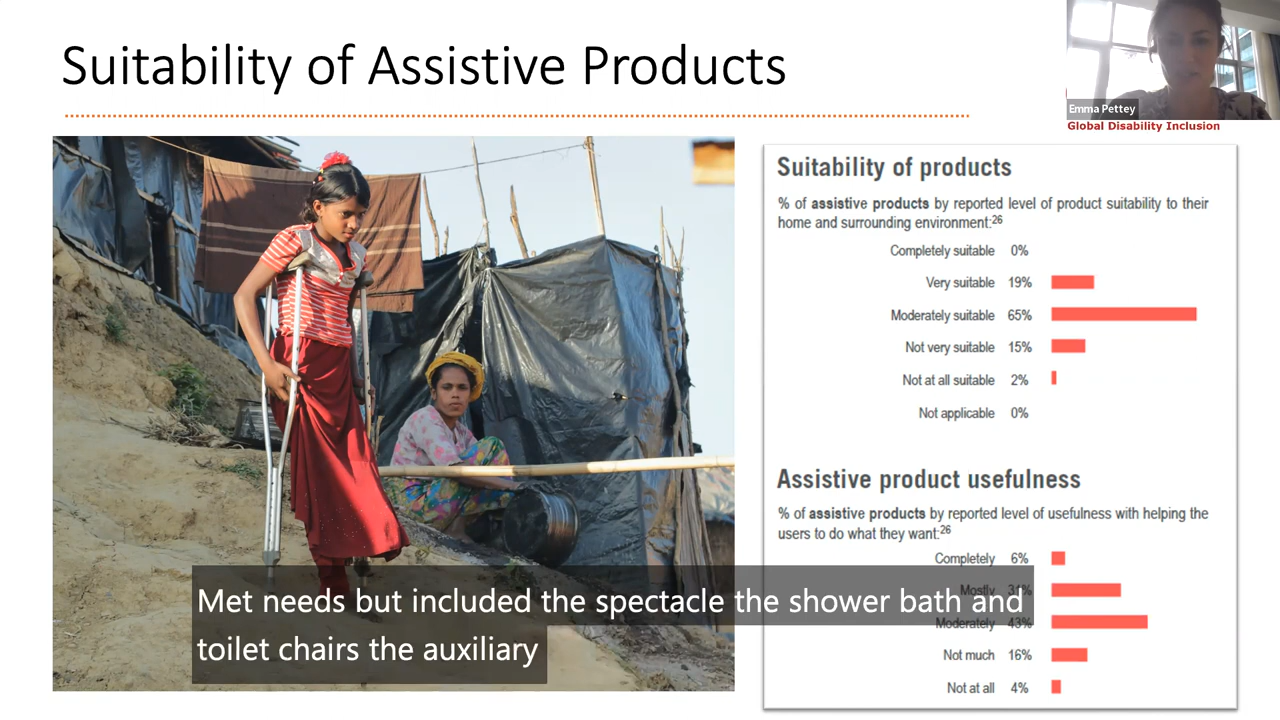 Suitability of Assistive Products
Emma Pettey
Global Disability Inclusion
Suitability of products
% of assistive products by reported level of product suitability to their
home and surrounding environment:26
Completely suitable 0%
Very suitable 19%
Moderately suitable 65%
Not very suitable 15%
Not at all suitable 2%
Not applicable 0%
Assistive product usefulness
% of assistive products by reported level of usefulness with helping the
users to do what they want:26
Completely 6%
Mostly 31%
Moderately 43%
Not much 16%
Not at all 4%
Met needs but included the spectacle the shower bath and
toilet chairs the auxiliary